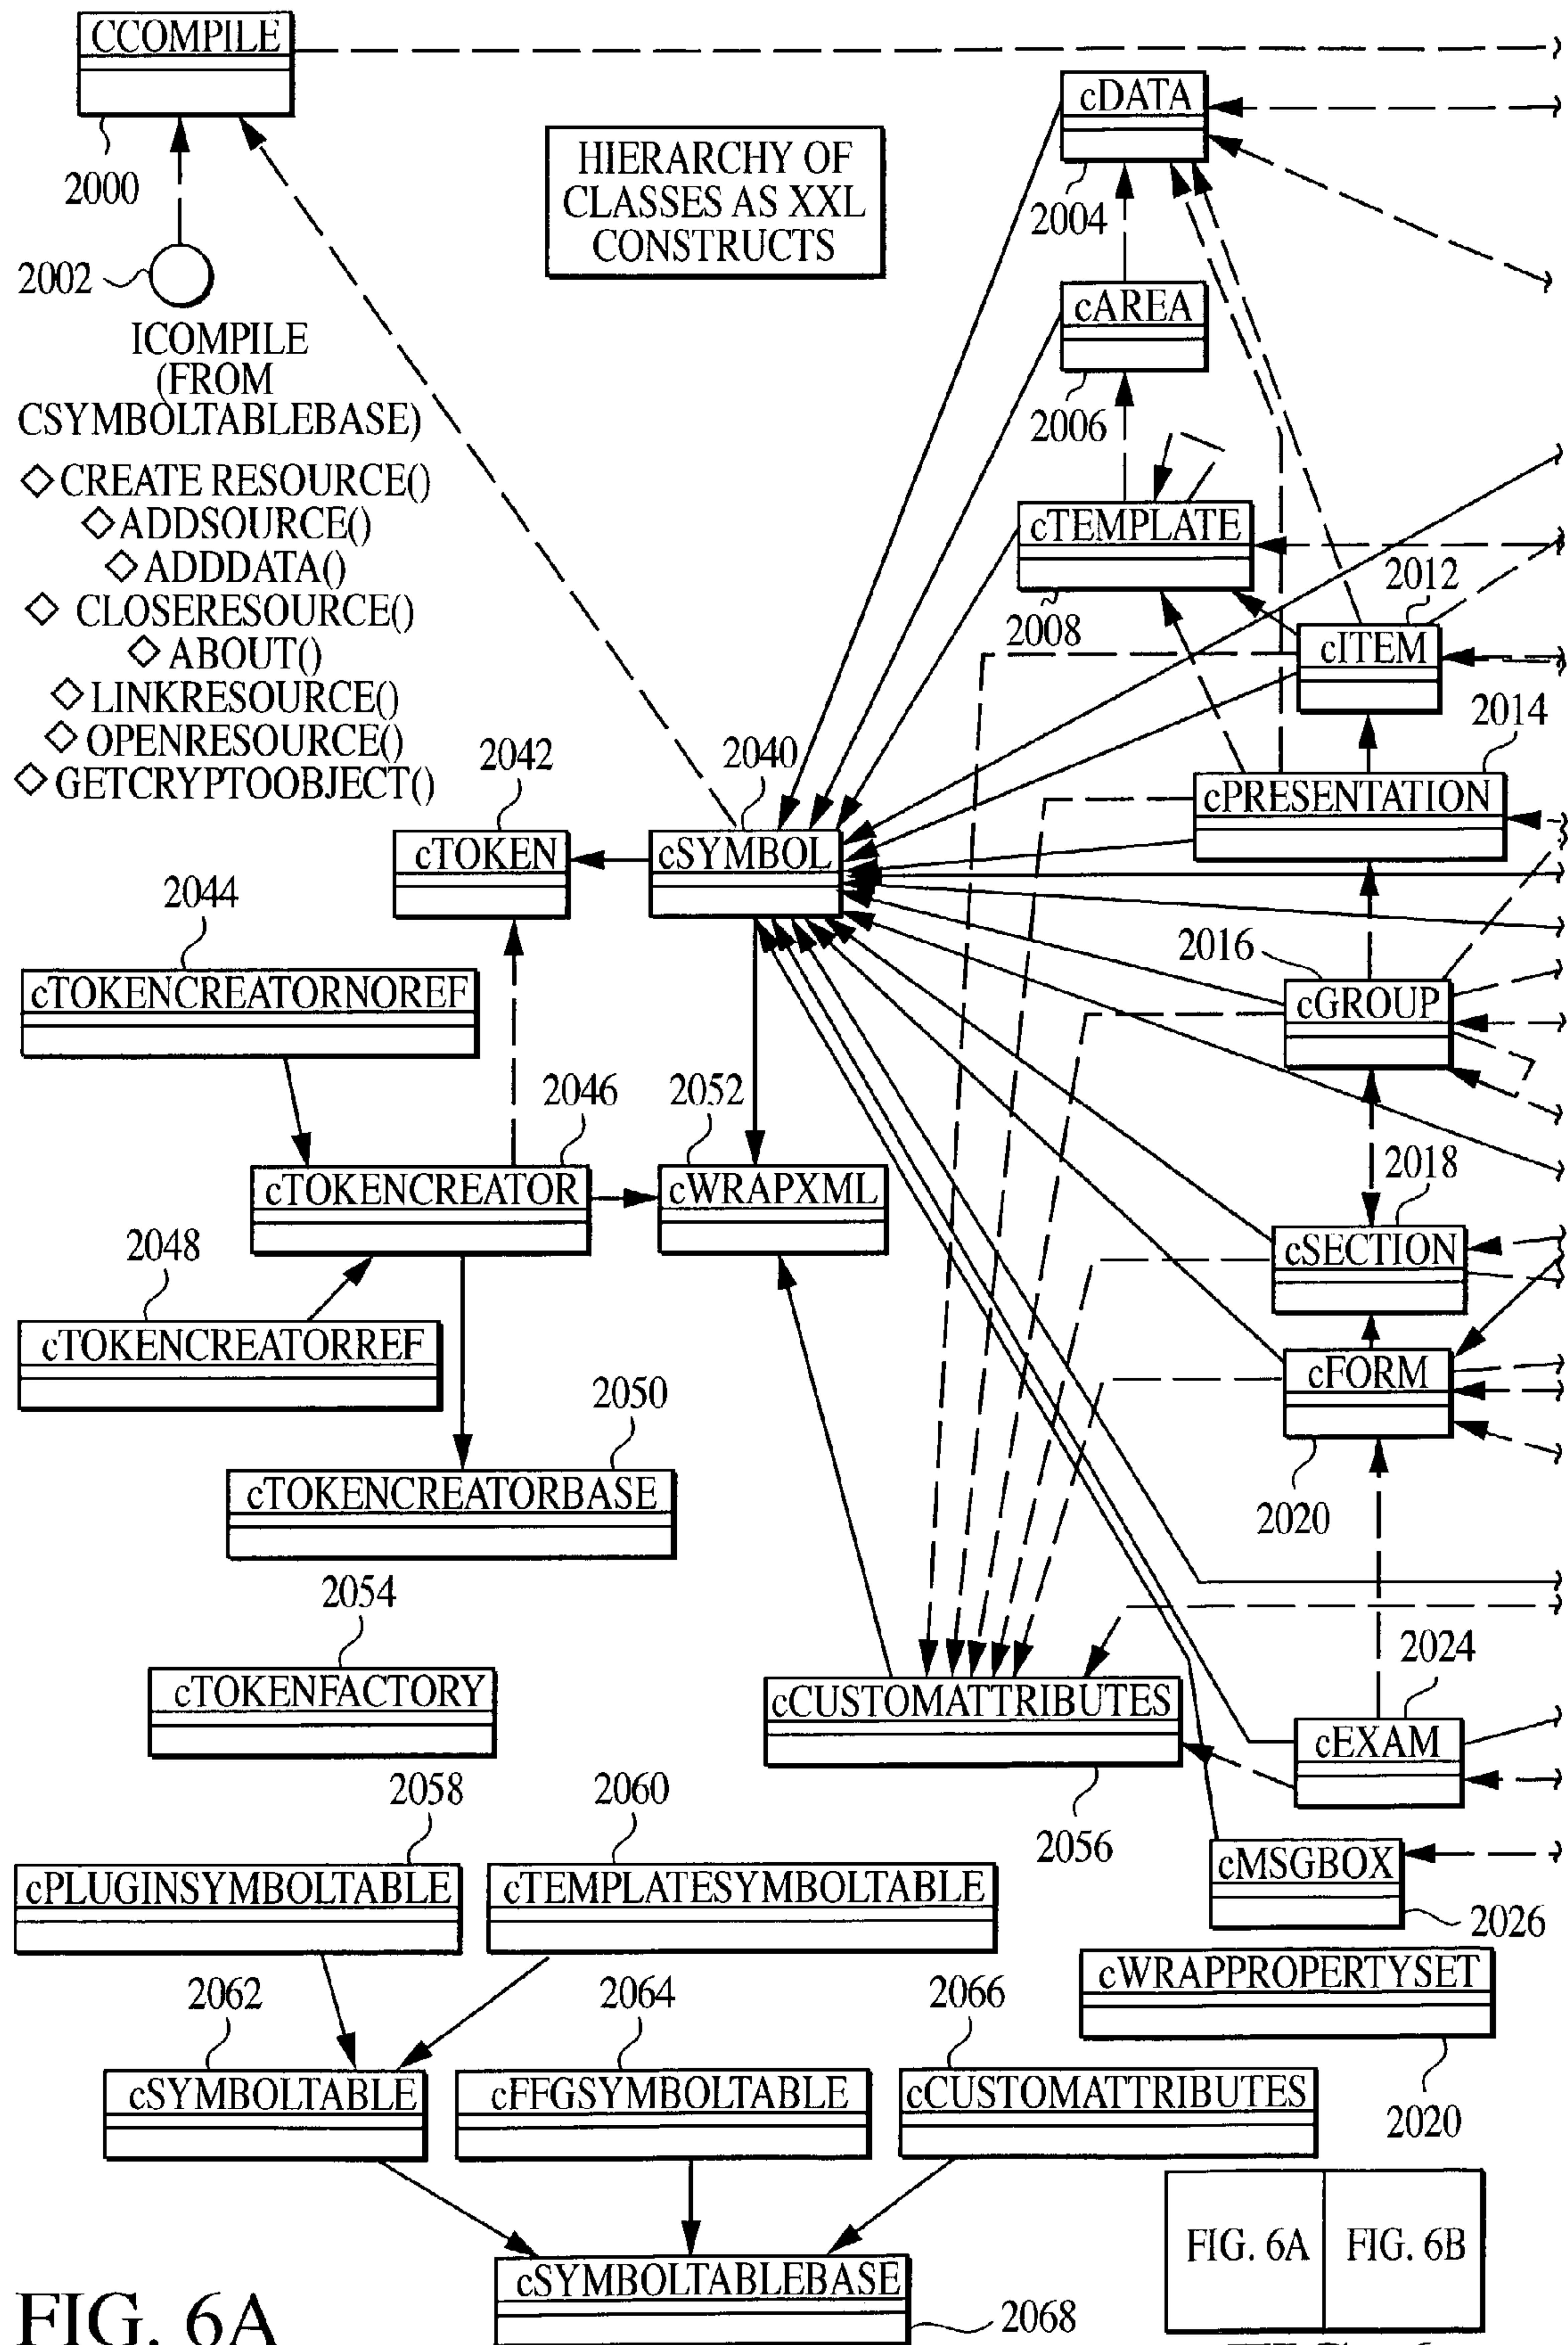 CCOMPILE
2000
2002
ICOMPILE
(FROM
CSYMBOLTABLEBASE)
◇ CREATE RESOURCE()
◇ ADDSOURCE()
◇ ADDDATA()
◇ CLOSERESOURCE()
◇ ABOUT()
◇ LINKRESOURCE()
◇ OPENRESOURCE()
◇ GETCRYPTOOBJECT()
HIERARCHY OF
CLASSES AS XXL
CONSTRUCTS
cDATA
2004
cAREA
2006
cTEMPLATE
2008
2012
cITEM
2014
cPRESENTATION
2042
cTOKEN
2040
cSYMBOL
2044
cTOKENCREATORNOREF
2016
cGROUP
2046
cTOKENCREATOR
2052
cWRAPXML
2018
cSECTION
2048
cTOKENCREATORREF
cFORM
2020
2050
cTOKENCREATORBASE
2054
cTOKENFACTORY
cCUSTOMATTRIBUTES
2056
2024
cEXAM
2058
cPLUGINSYMBOLTABLE
2060
cTEMPLATESYMBOLTABLE
cMSGBOX
2026
cWRAPPROPERTYSET
2020
2062
cSYMBOLTABLE
2064
cFFGSYMBOLTABLE
2066
cCUSTOMATTRIBUTES
cSYMBOLTABLEBASE
2068
FIG. 6A
FIG. 6B
FIG. 6A